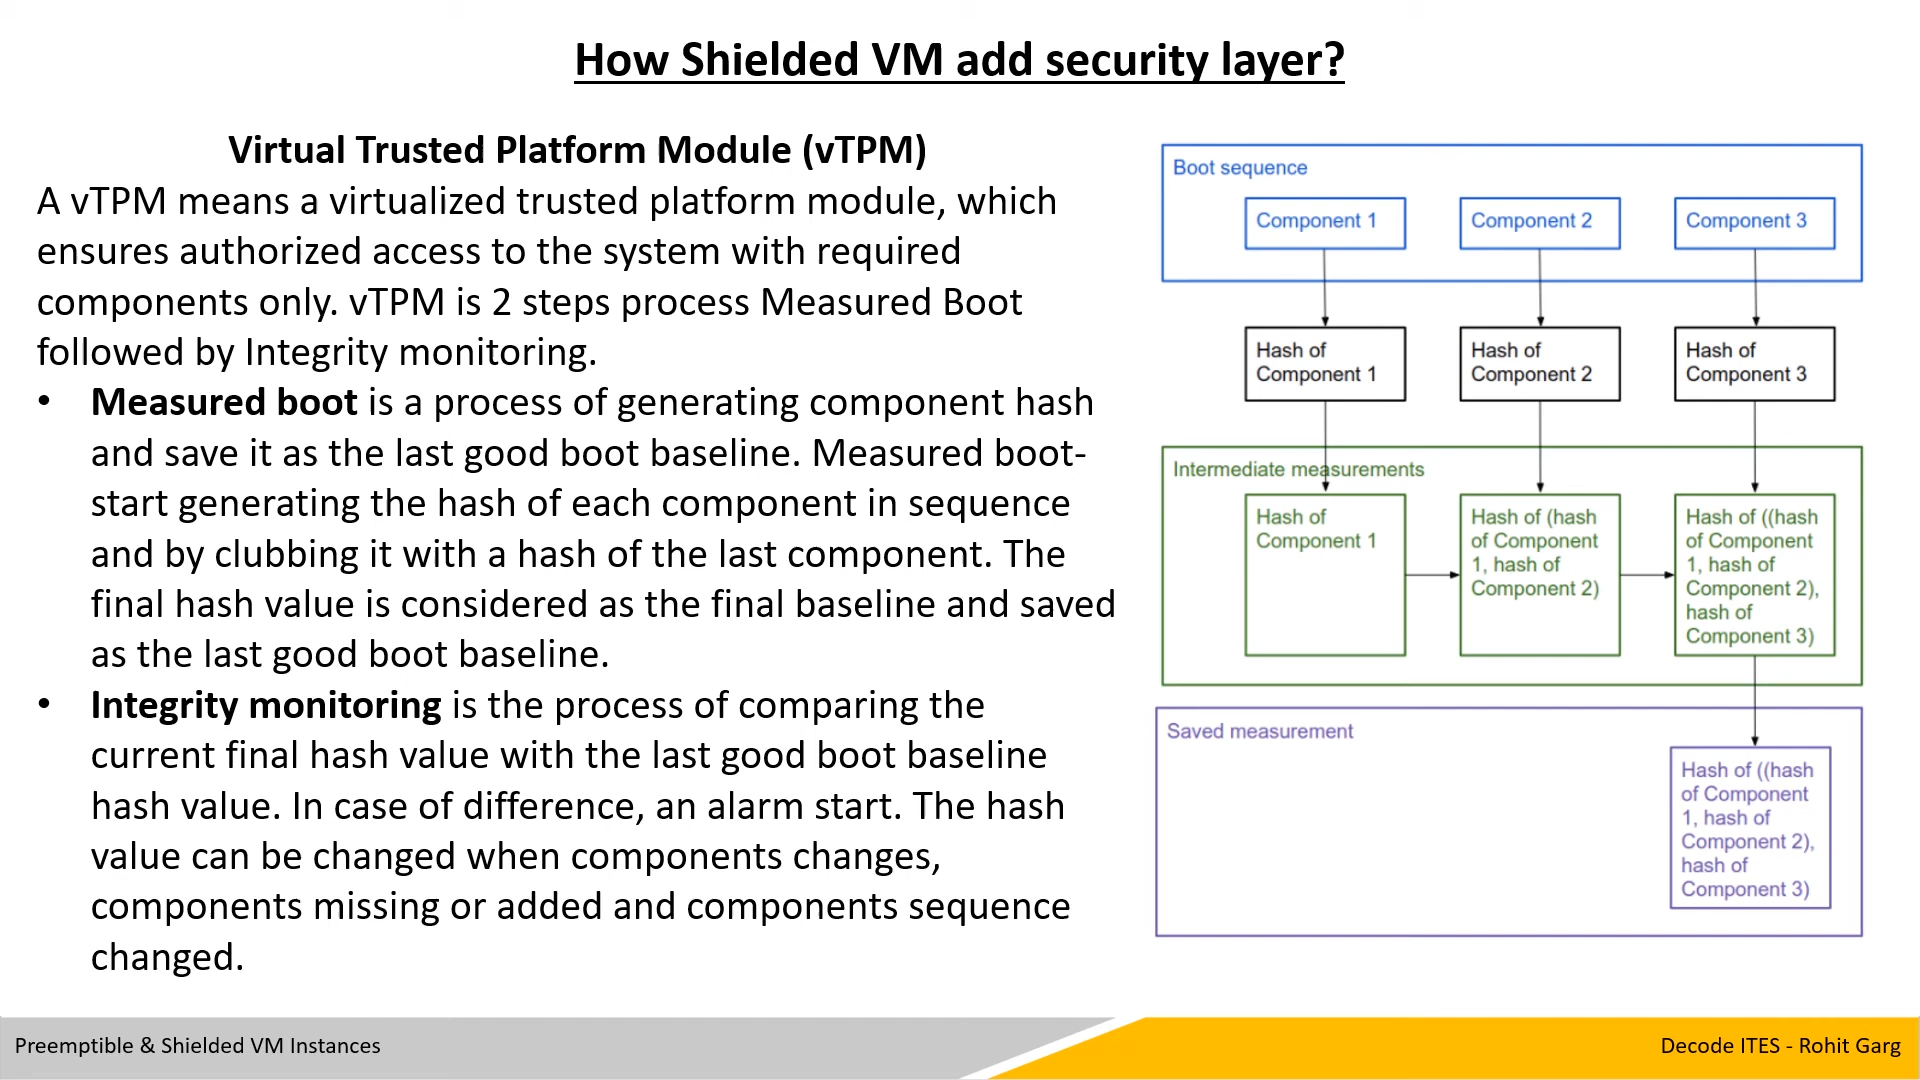 How Shielded VM add security layer?
Virtual Trusted Platform Module (vTPM)
A vTPM means a virtualized trusted platform module, which
ensures authorized access to the system with required
components only. vTPM is 2 steps process Measured Boot
followed by Integrity monitoring.
• Measured boot is a process of generating component hash
and save it as the last good boot baseline. Measured boot-
start generating the hash of each component in sequence
and by clubbing it with a hash of the last component. The
final hash value is considered as the final baseline and saved
as the last good boot baseline.
• Integrity monitoring is the process of comparing the
current final hash value with the last good boot baseline
hash value. In case of difference, an alarm start. The hash
value can be changed when components changes,
components missing or added and components sequence
changed.
Boot sequence
Component 1
Component 2
Component 3
Hash of
Component 1
Hash of
Component 2
Hash of
Component 3
Intermediate measurements
Hash of
Component 1
Hash of (hash
of Component
1, hash of
Component 2)
Hash of ((hash
of Component
1, hash of
Component 2),
hash of
Component 3)
Saved measurement
Hash of ((hash
of Component
1, hash of
Component 2),
hash of
Component 3)
Preemptible & Shielded VM Instances
Decode ITES - Rohit Garg